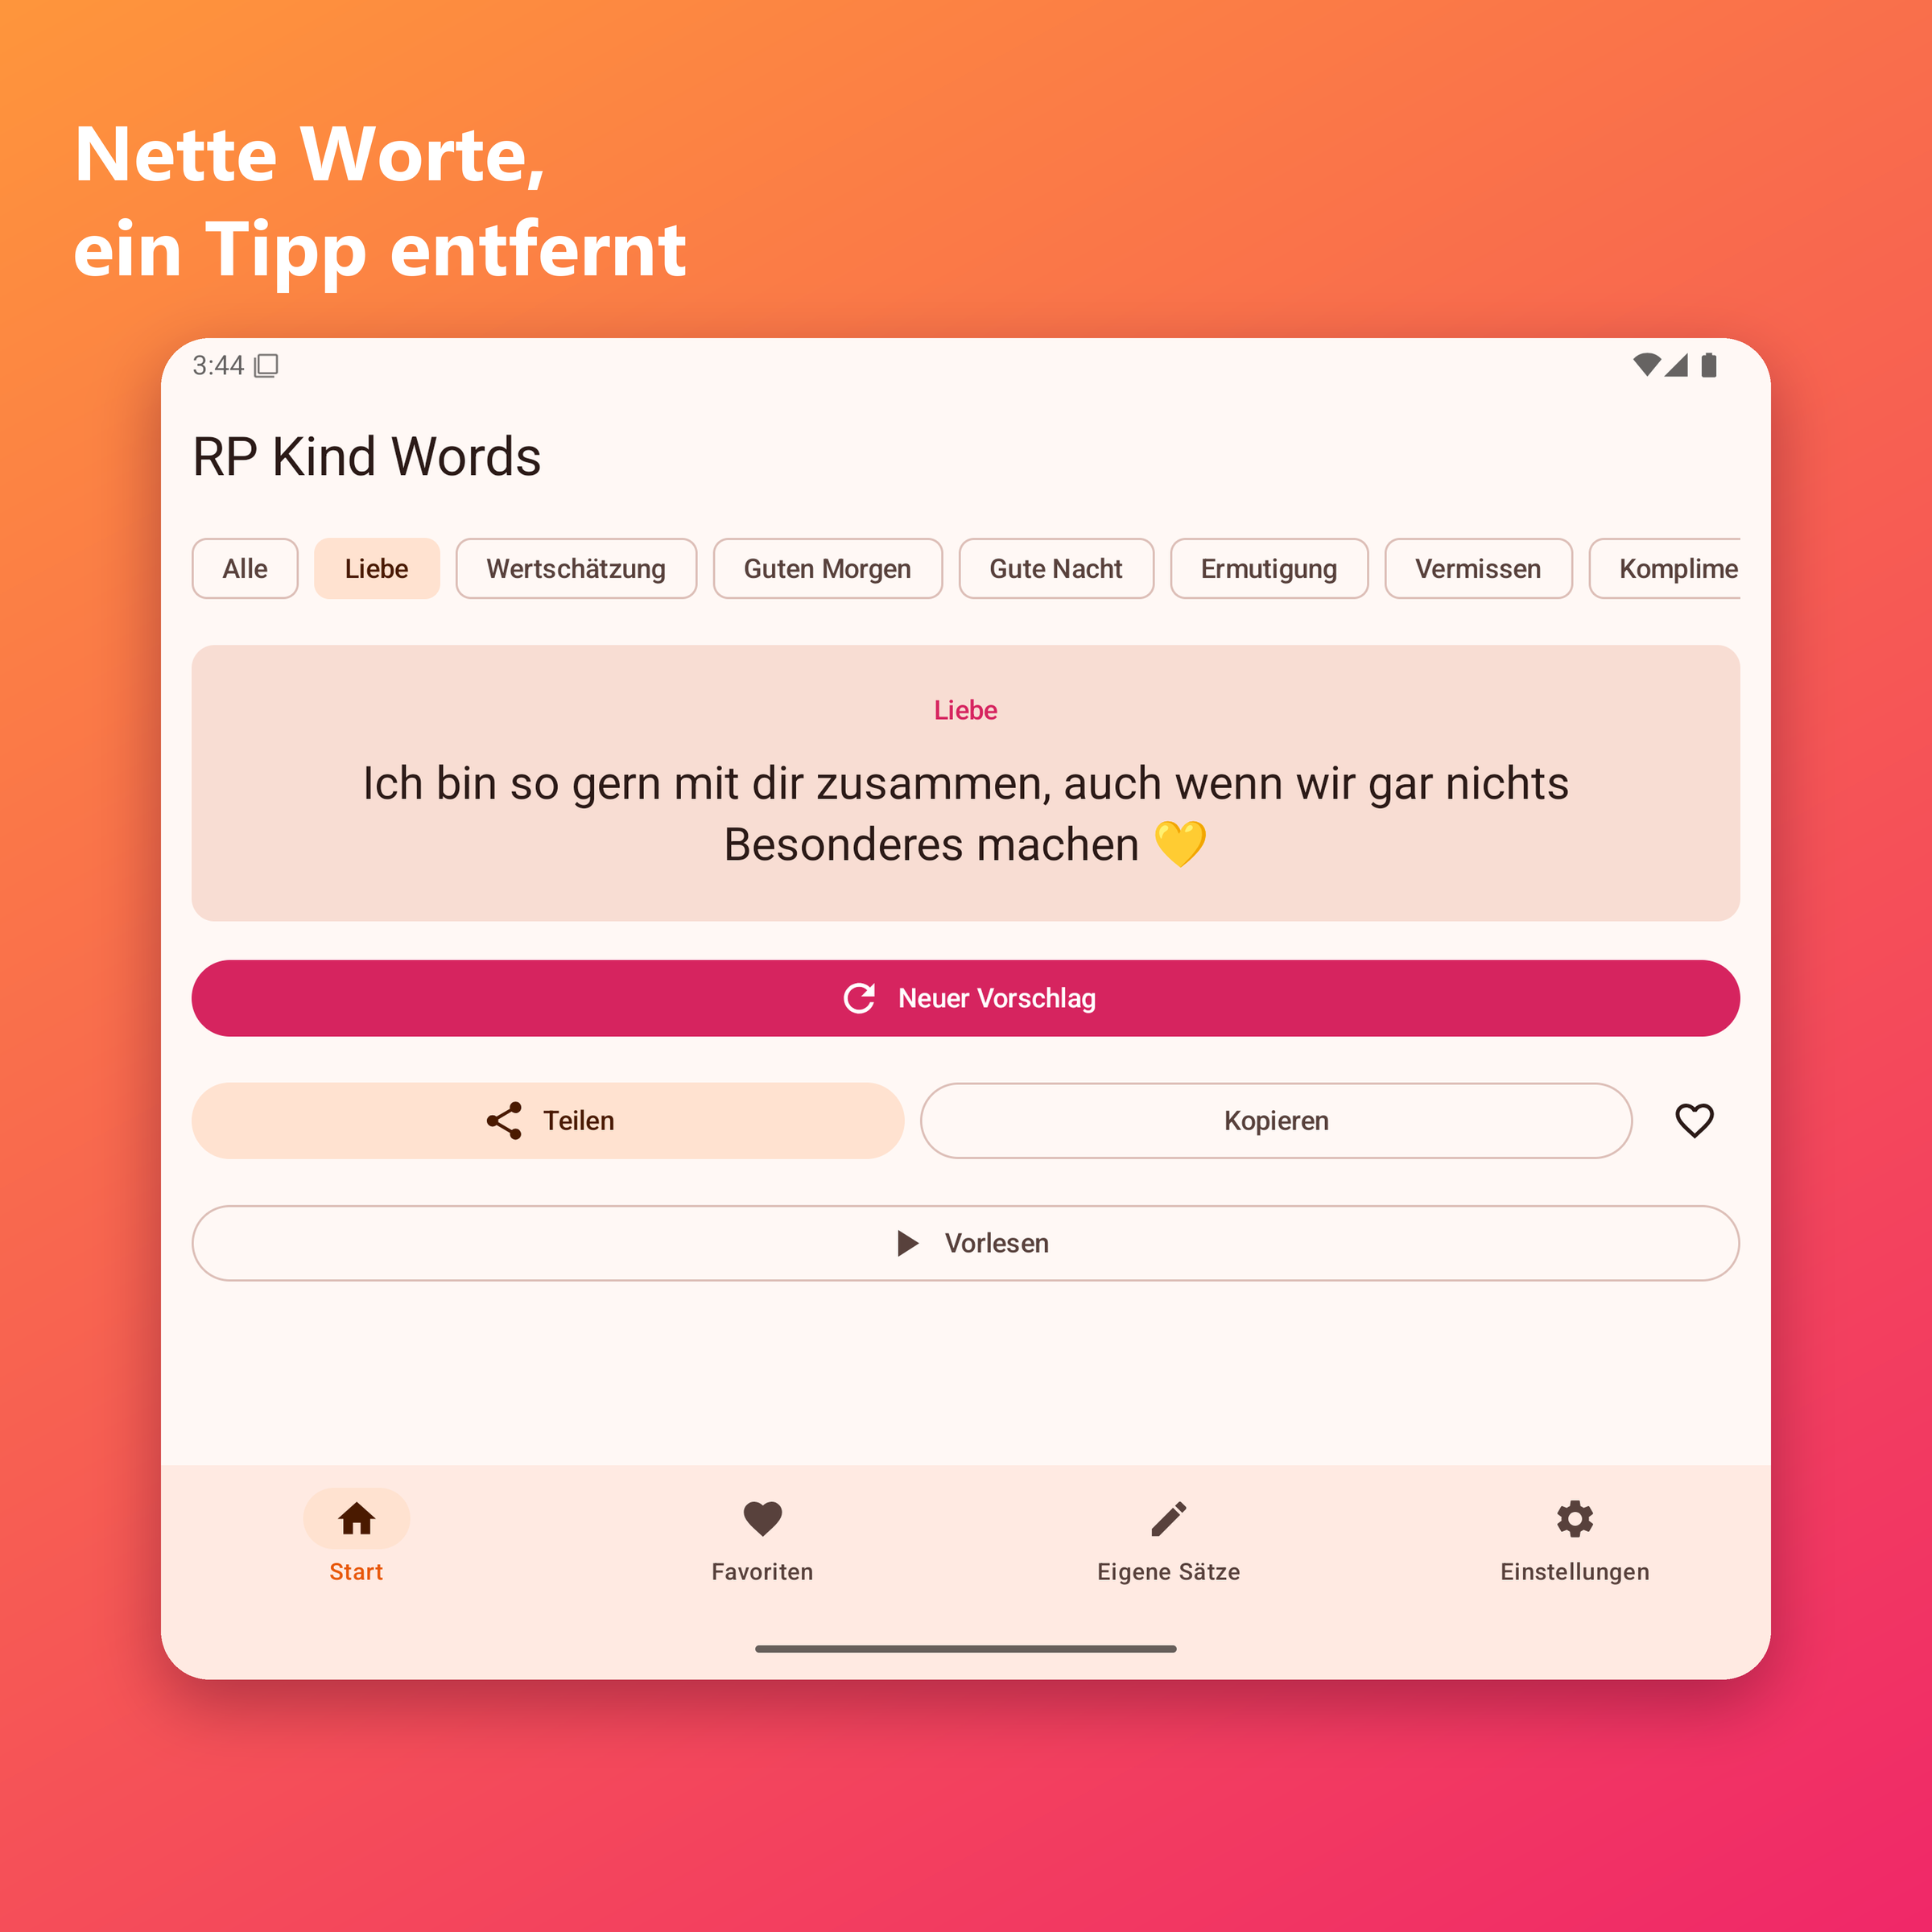 Nette Worte,
ein Tipp entfernt
3:44
RP Kind Words
Alle
Liebe
Wertschätzung
Guten Morgen
Gute Nacht
Ermutigung
Vermissen
Komplime
Liebe
Ich bin so gern mit dir zusammen, auch wenn wir gar nichts
Besonderes machen 💛
Neuer Vorschlag
Teilen
Kopieren
Vorlesen
Start
Favoriten
Eigene Sätze
Einstellungen